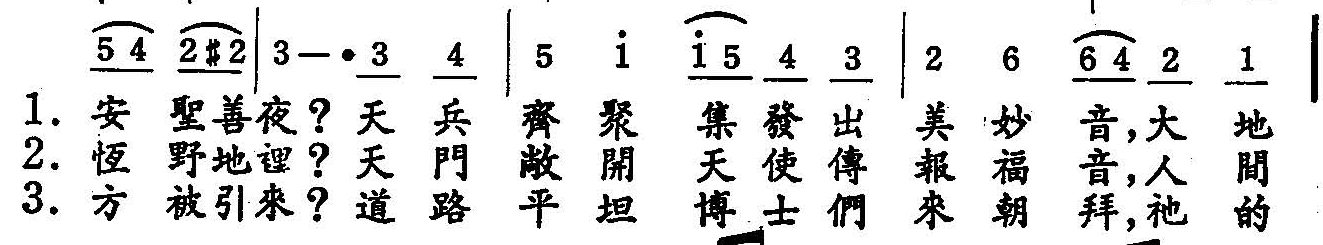 5 4 2 #2 3 — • 3 4 5 i i 5 4 3 2 6 6 4 2 1
1. 安 聖善夜？天 兵 齊 聚 集 發 出 美 妙 音，大 地
2. 恆 野地裡？天 門 敞 開 天 使 傳 報 福 音，人 間
3. 方 被引來？道 路 平 坦 博 士 們 來 朝 拜，祂 的